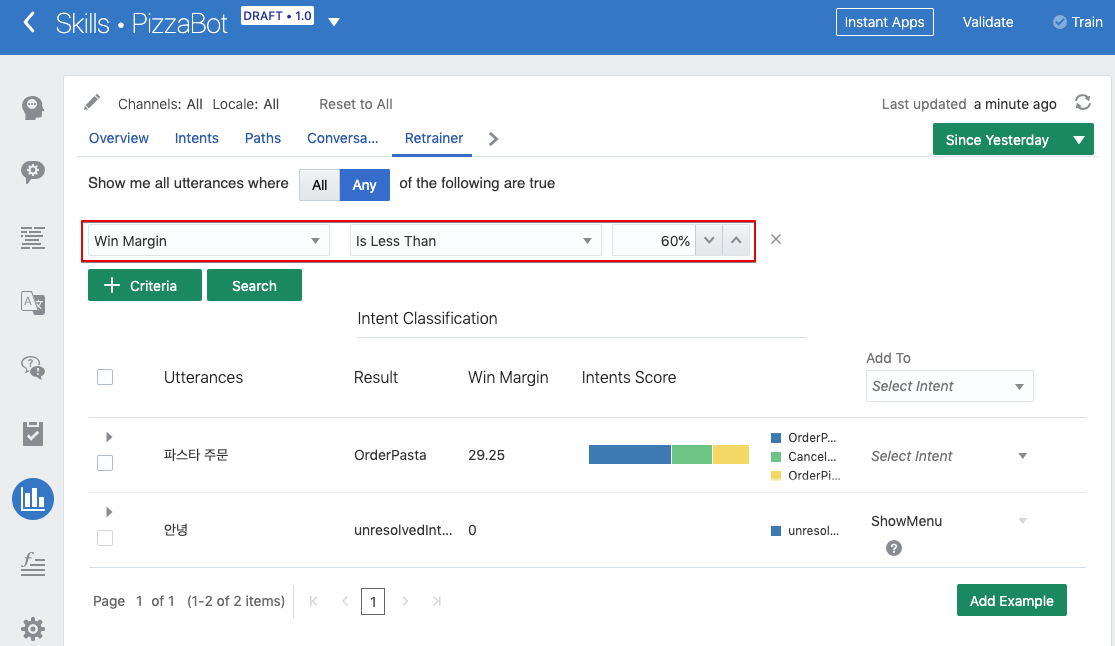 Skills • PizzaBot DRAFT • 1.0 Instant Apps Validate Train
Channels: All Locale: All Reset to All Last updated a minute ago
Overview Intents Paths Conversa... Retrainer Since Yesterday
Show me all utterances where All Any of the following are true
Win Margin Is Less Than 60%
Criteria Search
Intent Classification
Add To
Utterances Result Win Margin Intents Score Select Intent
OrderP...
파스타 주문 OrderPasta 29.25 Cancel... Select Intent
OrderPi...
ShowMenu
안녕 unresolvedInt... 0 unresol...
?
Page 1 of 1 (1-2 of 2 items) 1 Add Example